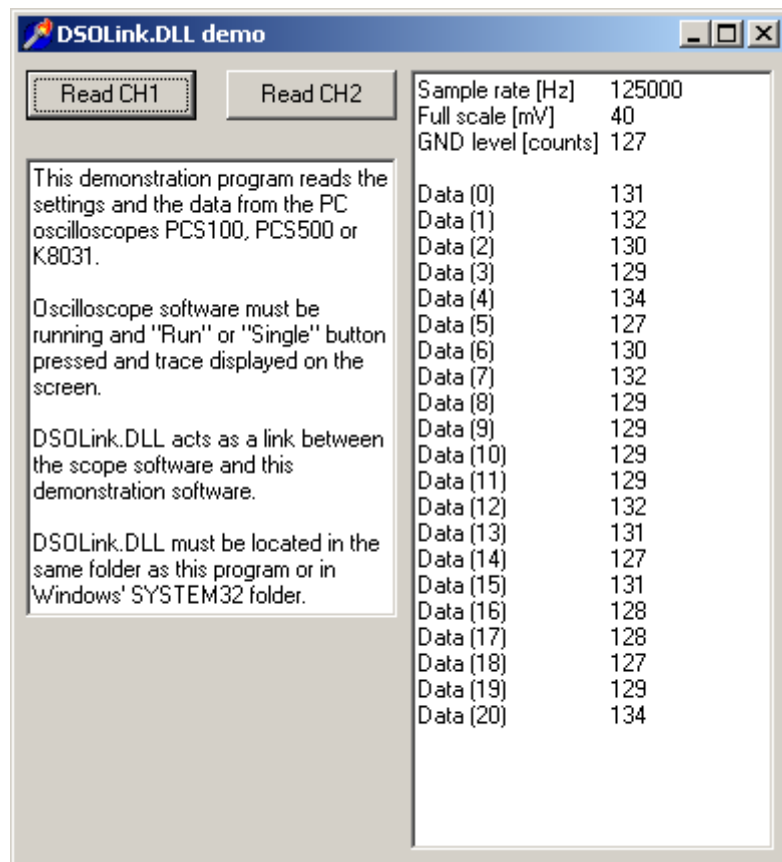 DSOLink.DLL demo
Read CH1
Read CH2
This demonstration program reads the
settings and the data from the PC
oscilloscopes PCS100, PCS500 or
K8031.
Oscilloscope software must be
running and "Run" or "Single" button
pressed and trace displayed on the
screen.
DSOLink.DLL acts as a link between
the scope software and this
demonstration software.
DSOLink.DLL must be located in the
same folder as this program or in
Windows' SYSTEM32 folder.
Sample rate [Hz] 125000
Full scale [mV] 40
GND level [counts] 127
Data (0) 131
Data (1) 132
Data (2) 130
Data (3) 129
Data (4) 134
Data (5) 127
Data (6) 130
Data (7) 132
Data (8) 129
Data (9) 129
Data (10) 129
Data (11) 129
Data (12) 132
Data (13) 131
Data (14) 127
Data (15) 131
Data (16) 128
Data (17) 128
Data (18) 127
Data (19) 129
Data (20) 134